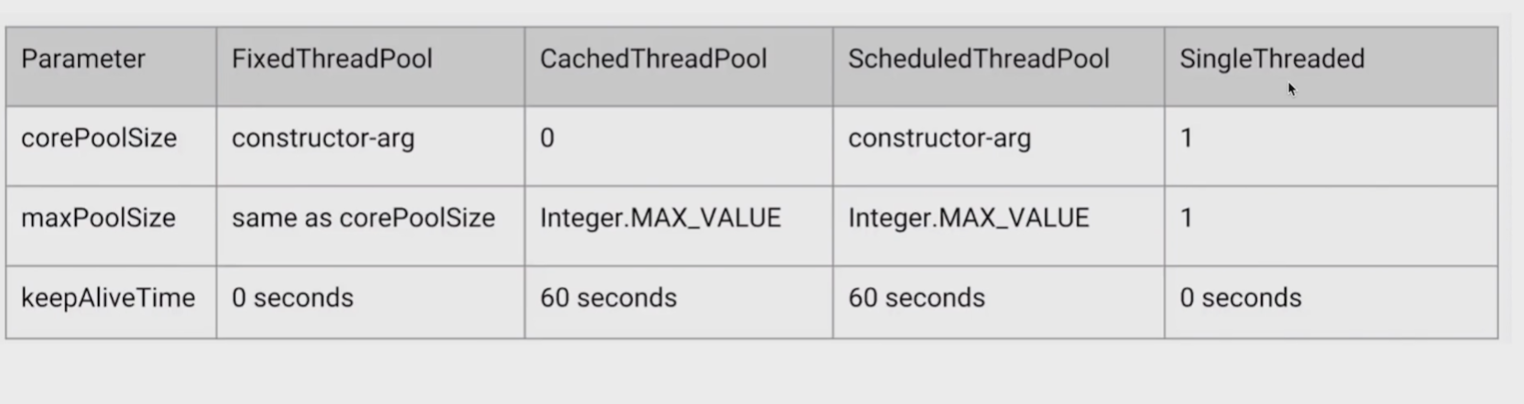 Parameter FixedThreadPool CachedThreadPool ScheduledThreadPool SingleThreaded
corePoolSize constructor-arg 0 constructor-arg 1
maxPoolSize same as corePoolSize Integer.MAX_VALUE Integer.MAX_VALUE 1
keepAliveTime 0 seconds 60 seconds 60 seconds 0 seconds